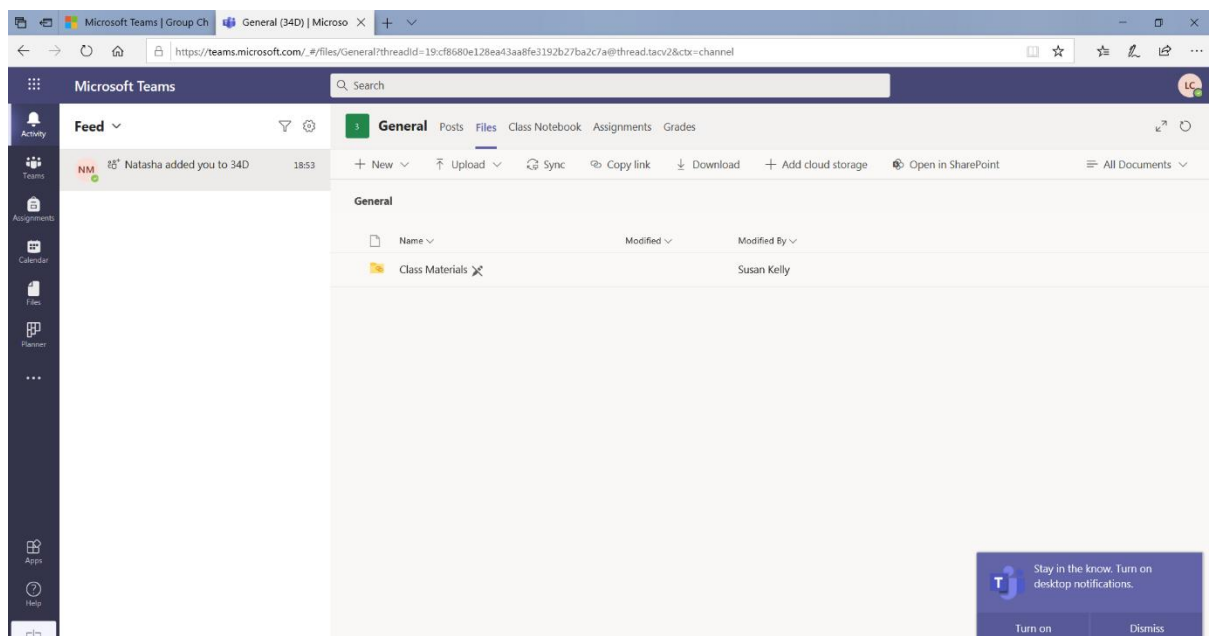 Microsoft Teams | Group Ch
General (34D) | Microso
https://teams.microsoft.com/_#/files/General?threadId=19:cf8680e128ea43aa8fe3192b27ba2c7a@thread.tacv2&ctx=channel
Microsoft Teams
Search
LC
Activity
Teams
Assignments
Calendar
Files
Planner
Apps
Help
Feed
NM
Natasha added you to 34D 18:53
3 General Posts Files Class Notebook Assignments Grades
New Upload Sync Copy link Download Add cloud storage Open in SharePoint All Documents
General
Name Modified Modified By
Class Materials Susan Kelly
T
Stay in the know. Turn on
desktop notifications.
Turn on Dismiss